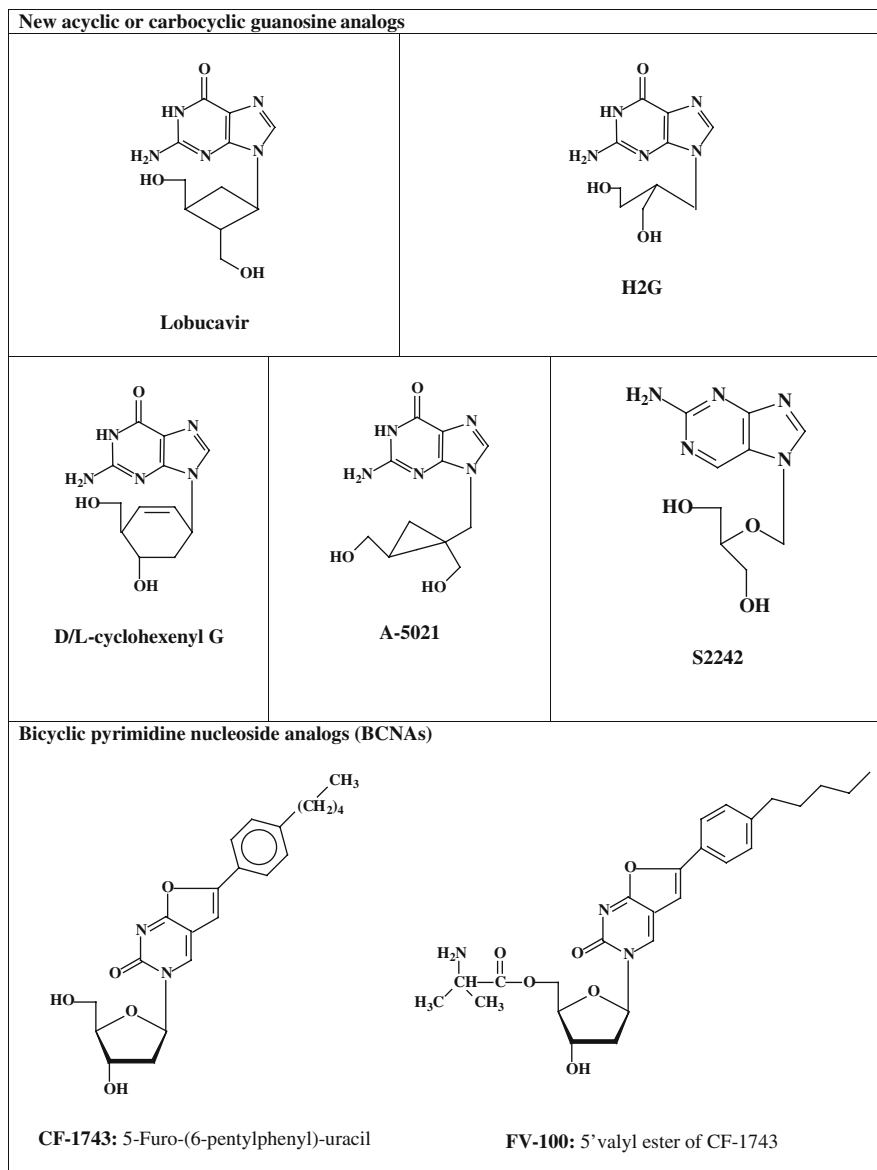 New acyclic or carbocyclic guanosine analogs
O
HN
N
H₂N
N
N
HO
OH
Lobucavir
O
HN
N
H₂N
N
N
HO
OH
H2G
O
HN
N
H₂N
N
N
HO
OH
D/L-cyclohexenyl G
O
HN
N
H₂N
N
N
HO
HO
A-5021
H₂N
N
N
N
N
HO
O
OH
S2242
Bicyclic pyrimidine nucleoside analogs (BCNAs)
CH₃
(CH₂)₄
O
N
O
N
HO
O
OH
CF-1743: 5-Furo-(6-pentylphenyl)-uracil
O
N
O
N
H₂N
O
CH
C
O
H₃C
CH₃
O
OH
FV-100: 5'valyl ester of CF-1743